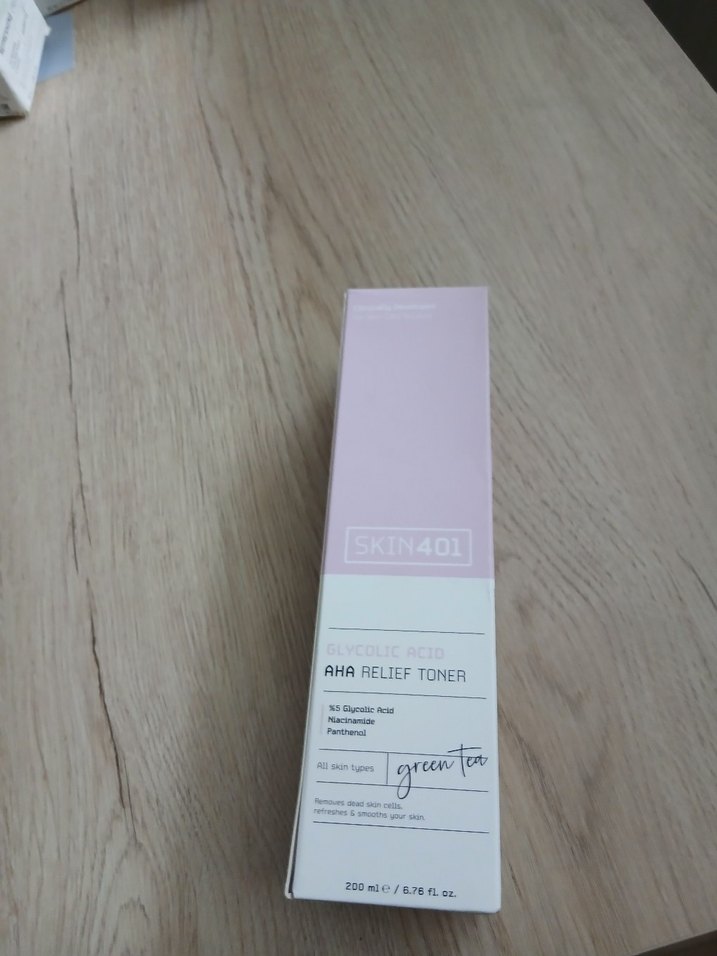 SKIN401
GLYCOLIC ACID
AHA RELIEF TONER
%5 Glycolic Acid
Niacinamide
Panthenol
All skin types
green tea
Removes dead skin cells,
refreshes & smooths your skin.
200 ml ℮ / 6.76 fl. oz.